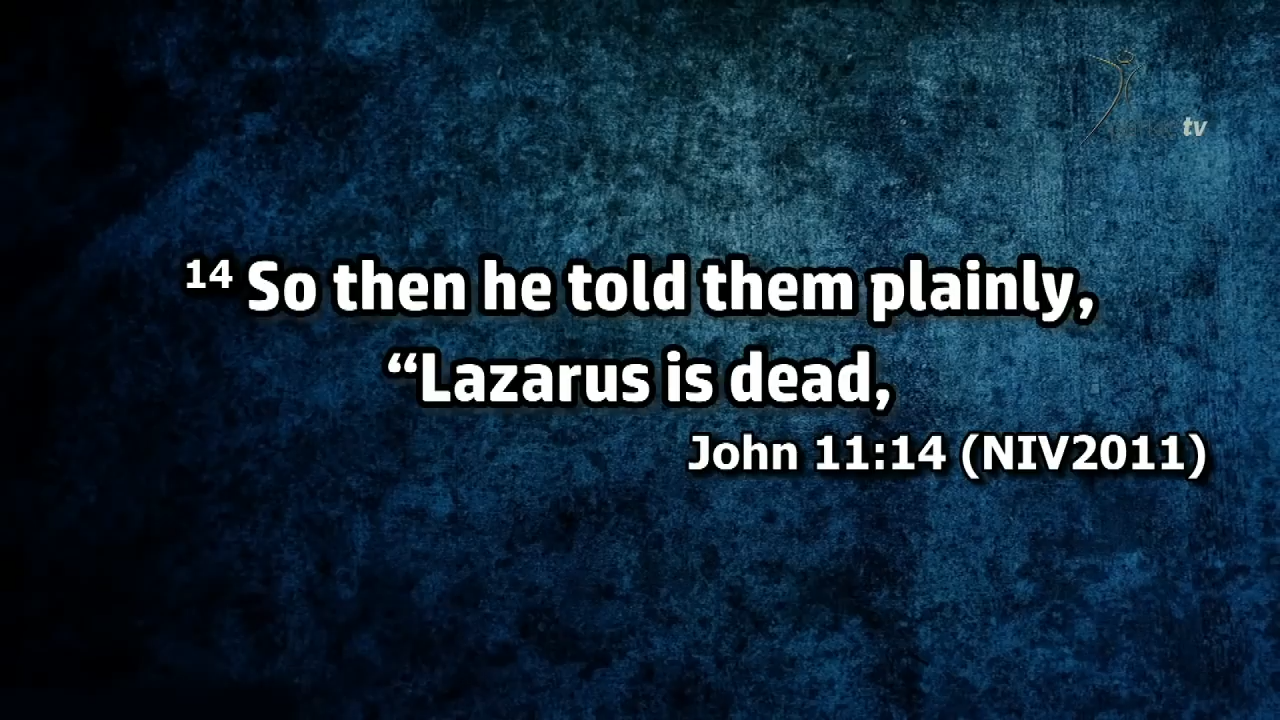 tv
14 So then he told them plainly,
“Lazarus is dead,
John 11:14 (NIV2011)